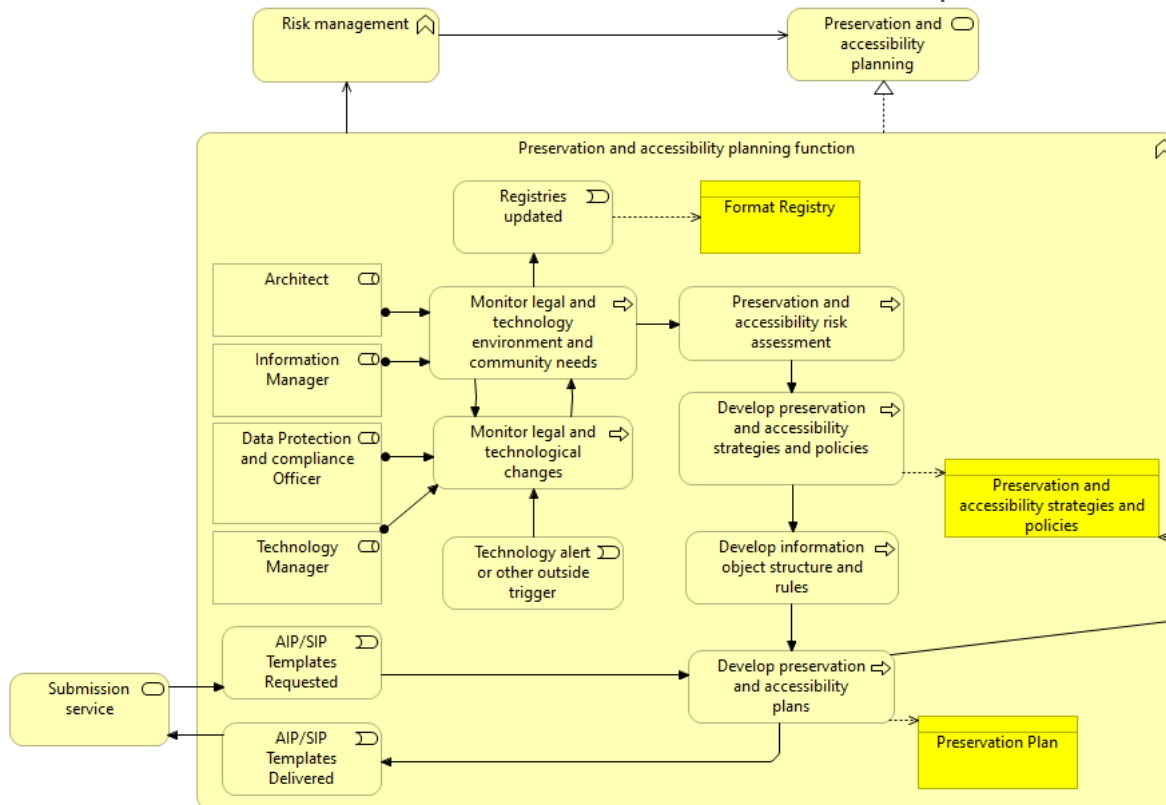 Risk management
Preservation and
accessibility
planning
Preservation and accessibility planning function
Registries
updated
Format Registry
Architect
Monitor legal and
technology
environment and
community needs
Preservation and
accessibility risk
assessment
Information
Manager
Develop preservation
and accessibility
strategies and policies
Data Protection
and compliance
Officer
Monitor legal and
technological
changes
Preservation and
accessibility strategies and
policies
Technology
Manager
Technology alert
or other outside
trigger
Develop information
object structure and
rules
AIP/SIP
Templates
Requested
Develop preservation
and accessibility
plans
Submission
service
AIP/SIP
Templates
Delivered
Preservation Plan